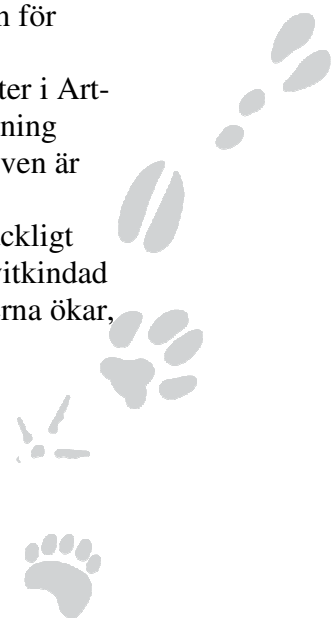 n för
ter i Art-
ning
ven är
ckligt
vitkindad
rna ökar,